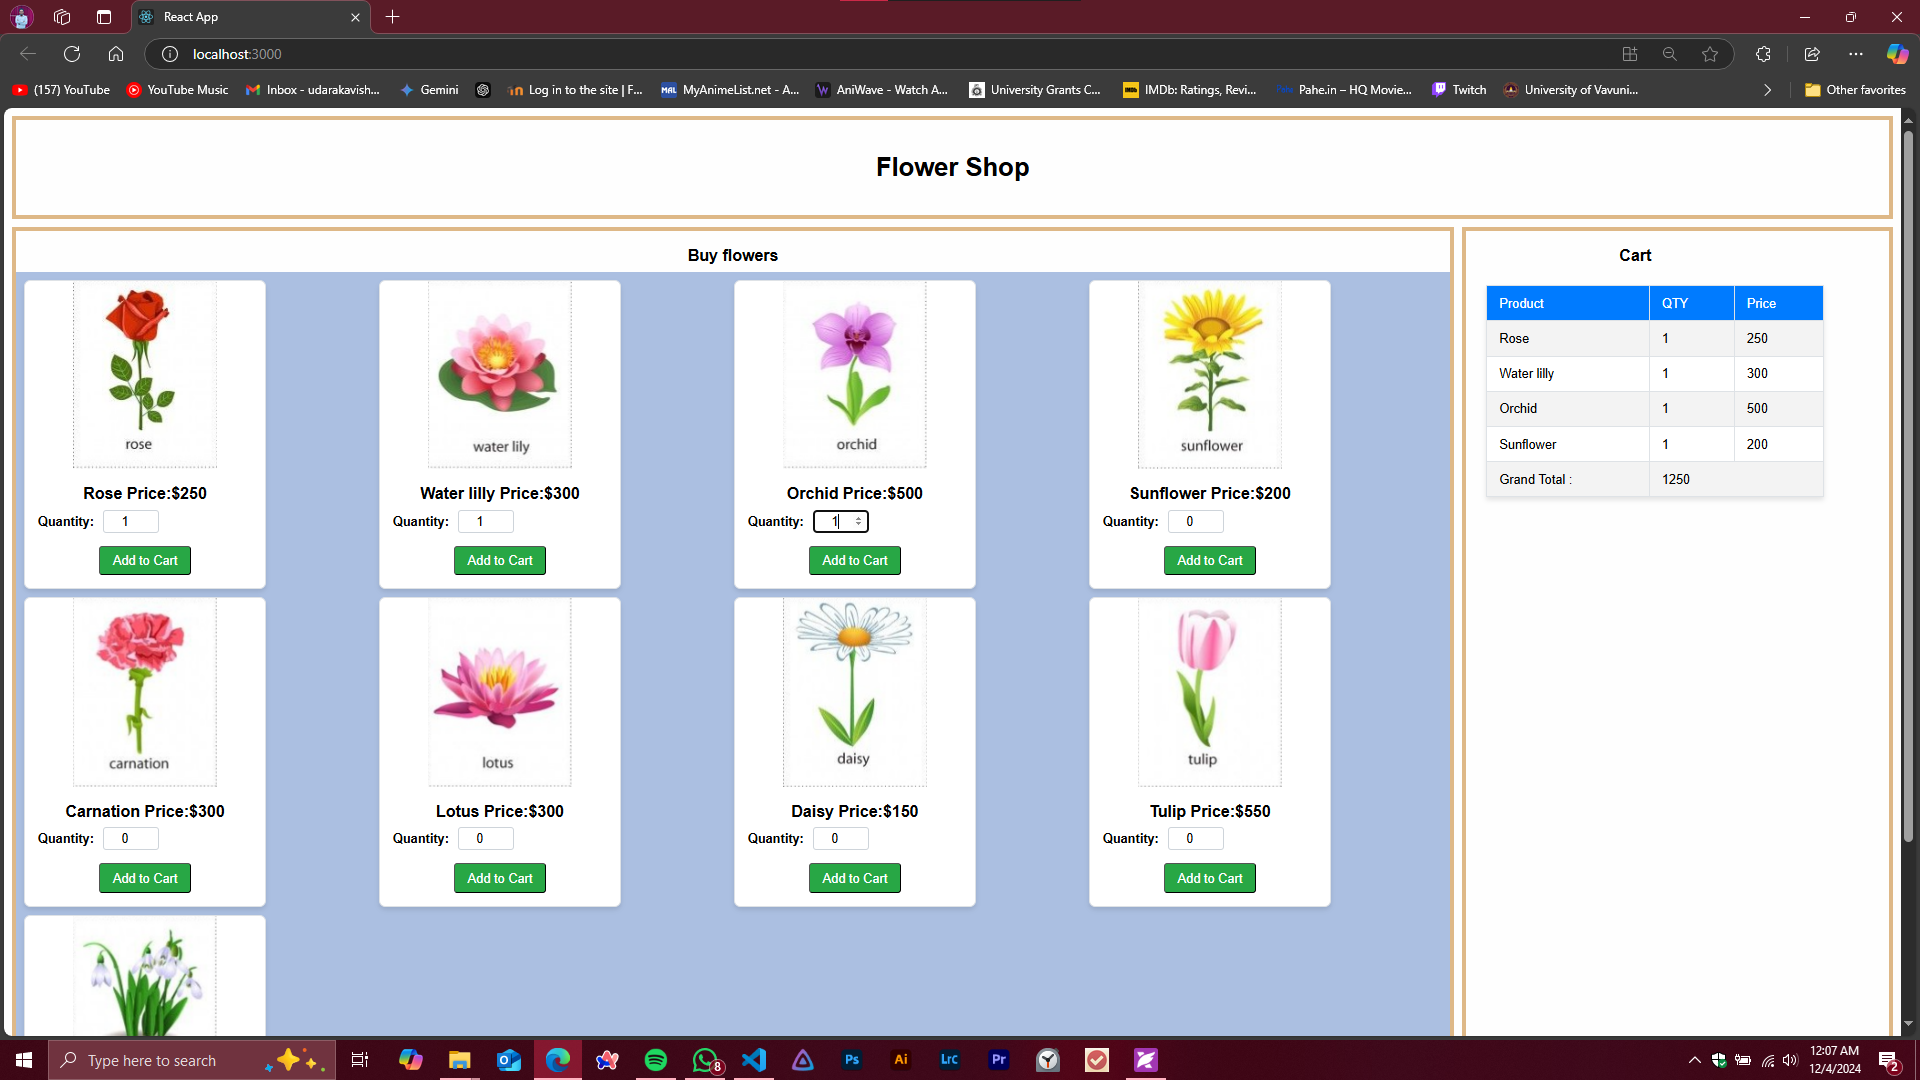 React App
localhost:3000
(157) YouTube
YouTube Music
Inbox - udarakavish...
Gemini
Log in to the site | F...
MyAnimeList.net - A...
AniWave - Watch A...
University Grants C...
IMDb: Ratings, Revi...
Pahe.in – HQ Movie...
Twitch
University of Vavuni...
Other favorites
Flower Shop
Buy flowers
rose
water lily
orchid
sunflower
Rose Price:$250
Water lilly Price:$300
Orchid Price:$500
Sunflower Price:$200
Quantity: 1
Quantity: 1
Quantity: 1
Quantity: 0
Add to Cart
Add to Cart
Add to Cart
Add to Cart
carnation
lotus
daisy
tulip
Carnation Price:$300
Lotus Price:$300
Daisy Price:$150
Tulip Price:$550
Quantity: 0
Quantity: 0
Quantity: 0
Quantity: 0
Add to Cart
Add to Cart
Add to Cart
Add to Cart
Cart
Product QTY Price
Rose 1 250
Water lilly 1 300
Orchid 1 500
Sunflower 1 200
Grand Total : 1250
Type here to search
8
Ps
Ai
Lrc
Pr
12:07 AM
12/4/2024
2